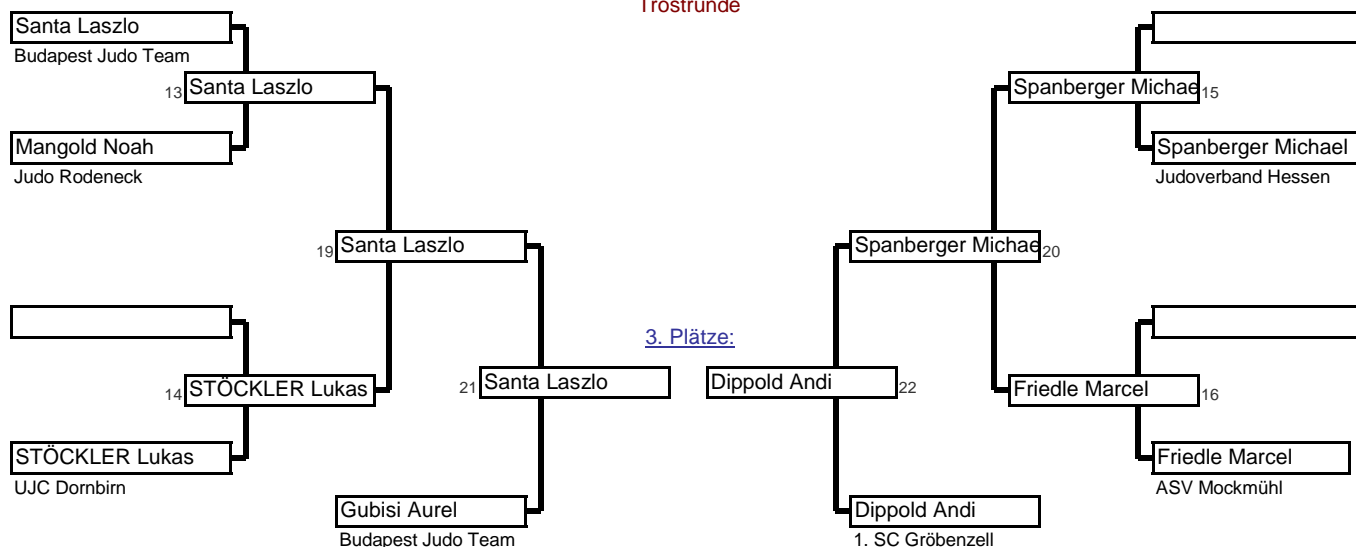 Trostrunde
Santa Laszlo
Budapest Judo Team
13 Santa Laszlo
Spanberger Michae 15
Mangold Noah
Judo Rodeneck
Spanberger Michael
Judoverband Hessen
19 Santa Laszlo
Spanberger Michae 20
3. Plätze:
14 STÖCKLER Lukas
21 Santa Laszlo
Dippold Andi 22
Friedle Marcel 16
STÖCKLER Lukas
UJC Dornbirn
Friedle Marcel
ASV Mockmühl
Gubisi Aurel
Budapest Judo Team
Dippold Andi
1. SC Gröbenzell